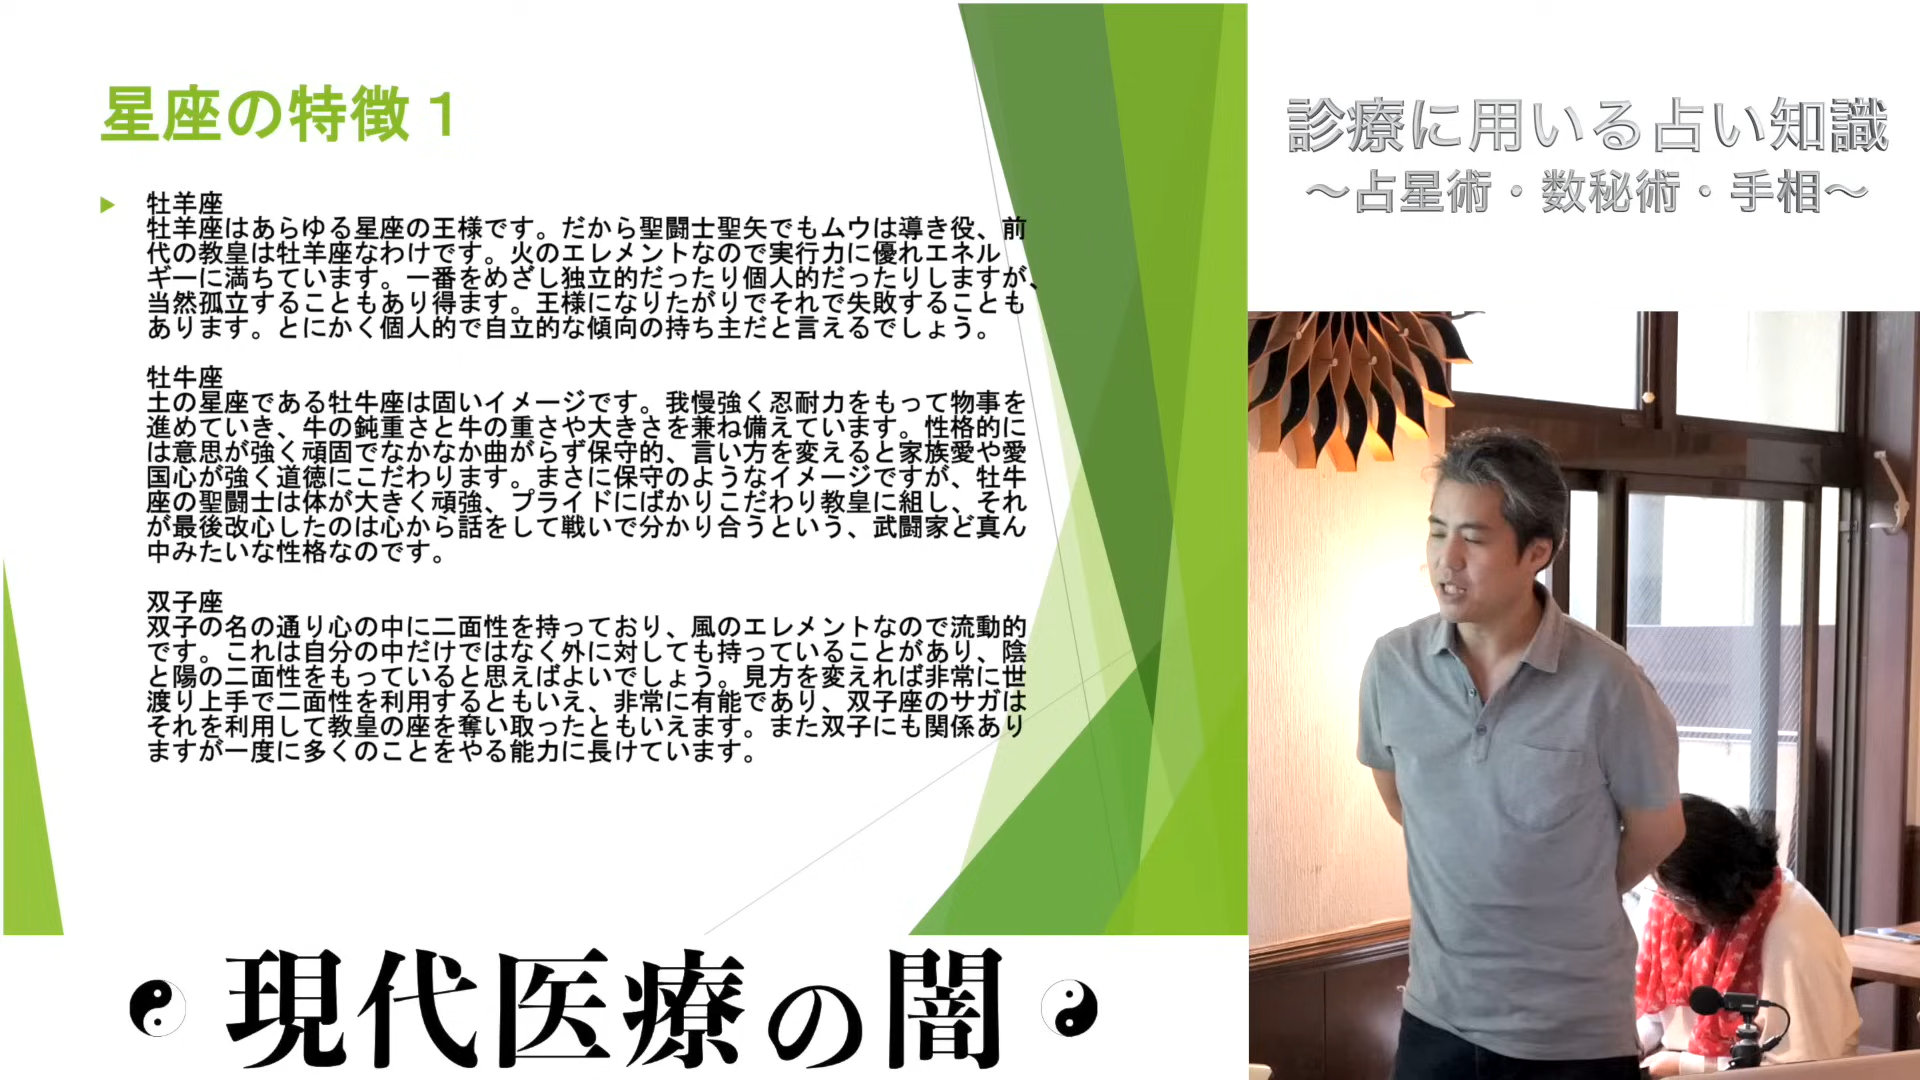 星座の特徴１
牡羊座
牡羊座はあらゆる星座の王様です。だから聖闘士聖矢でもムウは導き役、前
代の教皇は牡羊座なわけです。火のエレメントなので実行力に優れエネル
ギーに満ちています。一番をめざし独立的だったり個人的だったりしますが、
当然孤立することもあり得ます。王様になりたがりでそれで失敗することも
あります。とにかく個人的で自立的な傾向の持ち主だと言えるでしょう。
牡牛座
土の星座である牡牛座は固いイメージです。我慢強く忍耐力をもって物事を
進めていき、牛の鈍重さと牛の重さや大きさを兼ね備えています。性格的に
は意思が強く頑固でなかなか曲がらず保守的、言い方を変えると家族愛や愛
国心が強く道徳にこだわります。まさに保守のようなイメージですが、牡牛
座の聖闘士は体が大きく頑強、プライドにばかりこだわり教皇に組し、それ
が最後改心したのは心から話をして戦いで分かり合うという、武闘家ど真ん
中みたいな性格なのです。
双子座
双子の名の通り心の中に二面性を持っており、風のエレメントなので流動的
です。これは自分の中だけではなく外に対しても持っていることがあり、陰
と陽の二面性をもっていると思えばよいでしょう。見方を変えれば非常に世
渡り上手で二面性を利用するともいえ、非常に有能であり、双子座のサガは
それを利用して教皇の座を奪い取ったともいえます。また双子にも関係あり
ますが一度に多くのことをやる能力に長けています。
診療に用いる占い知識
～占星術・数秘術・手相～
現代医療の闇